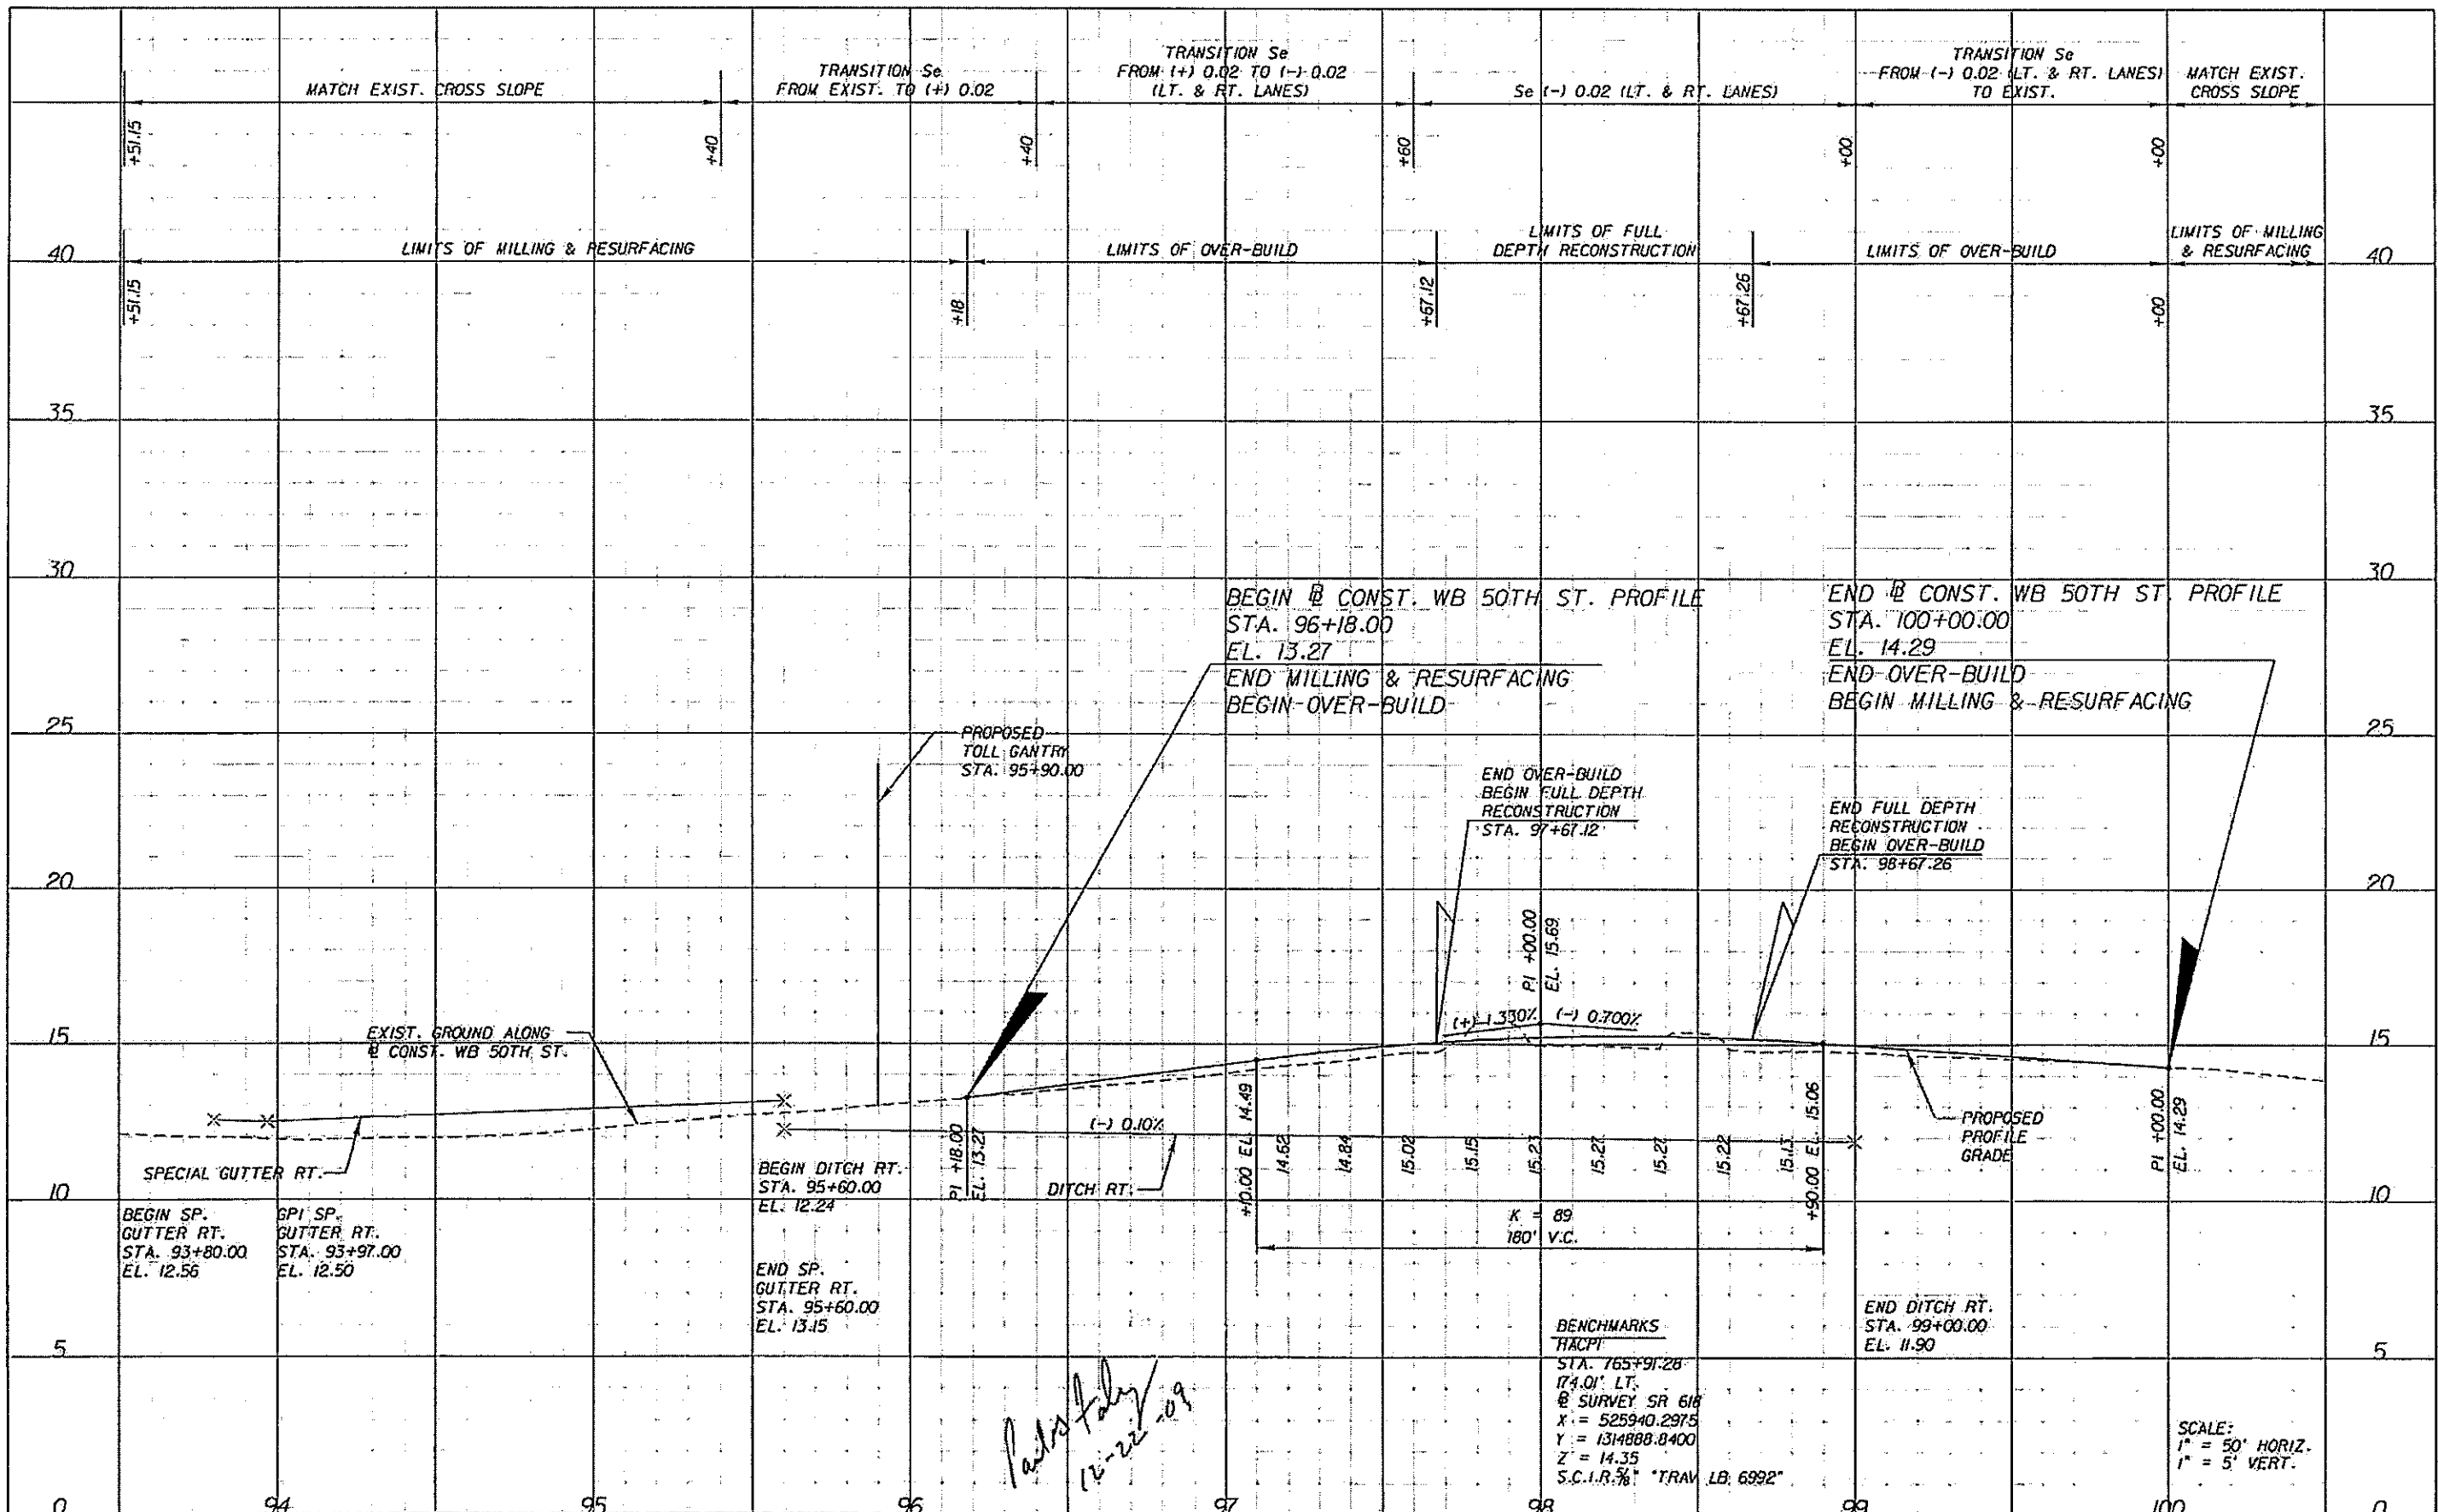 MATCH EXIST. CROSS SLOPE
TRANSITION Se
FROM EXIST. TO (+) 0.02
TRANSITION Se
FROM (+) 0.02 TO (-) 0.02
(LT. & RT. LANES)
Se (-) 0.02 (LT. & RT. LANES)
TRANSITION Se
FROM (-) 0.02 (LT. & RT. LANES)
TO EXIST.
MATCH EXIST.
CROSS SLOPE
+51.15
+40
+40
+60
+00
+00
LIMITS OF MILLING & RESURFACING
LIMITS OF OVER-BUILD
LIMITS OF FULL
DEPTH RECONSTRUCTION
LIMITS OF OVER-BUILD
LIMITS OF MILLING
& RESURFACING
40
40
+51.15
+18
+67.12
+67.26
+00
35
35
30
30
BEGIN ℄ CONST. WB 50TH ST. PROFILE
STA. 96+18.00
EL. 13.27
END MILLING & RESURFACING
BEGIN OVER-BUILD
END ℄ CONST. WB 50TH ST. PROFILE
STA. 100+00.00
EL. 14.29
END OVER-BUILD
BEGIN MILLING & RESURFACING
25
25
PROPOSED
TOLL GANTRY
STA. 95+90.00
END OVER-BUILD
BEGIN FULL DEPTH
RECONSTRUCTION
STA. 97+67.12
END FULL DEPTH
RECONSTRUCTION
BEGIN OVER-BUILD
STA. 98+67.26
20
20
PI +00.00
EL. 15.69
(+) 1.330%
(-) 0.700%
15
15
EXIST. GROUND ALONG
℄ CONST. WB 50TH ST.
SPECIAL GUTTER RT.
(-) 0.10%
DITCH RT.
PROPOSED
PROFILE
GRADE
PI +18.00
EL. 13.27
+10.00 EL. 14.49
14.62
14.84
15.02
15.15
15.23
15.27
15.27
15.22
15.13
+90.00 EL. 15.06
PI +00.00
EL. 14.29
10
10
BEGIN SP.
GUTTER RT.
STA. 93+80.00
EL. 12.56
GPI SP.
GUTTER RT.
STA. 93+97.00
EL. 12.50
BEGIN DITCH RT.
STA. 95+60.00
EL. 12.24
END SP.
GUTTER RT.
STA. 95+60.00
EL. 13.15
K = 89
180' V.C.
END DITCH RT.
STA. 99+00.00
EL. 11.90
5
5
BENCHMARKS
HACPI
STA. 765+91.28
174.01' LT.
℄ SURVEY SR 618
X = 525940.2975
Y = 1314888.8400
Z = 14.35
S.C.I.R.⅝" "TRAV LB 6992"
12-22-09
SCALE:
1" = 50' HORIZ.
1" = 5' VERT.
0
94
95
96
97
98
99
100
0